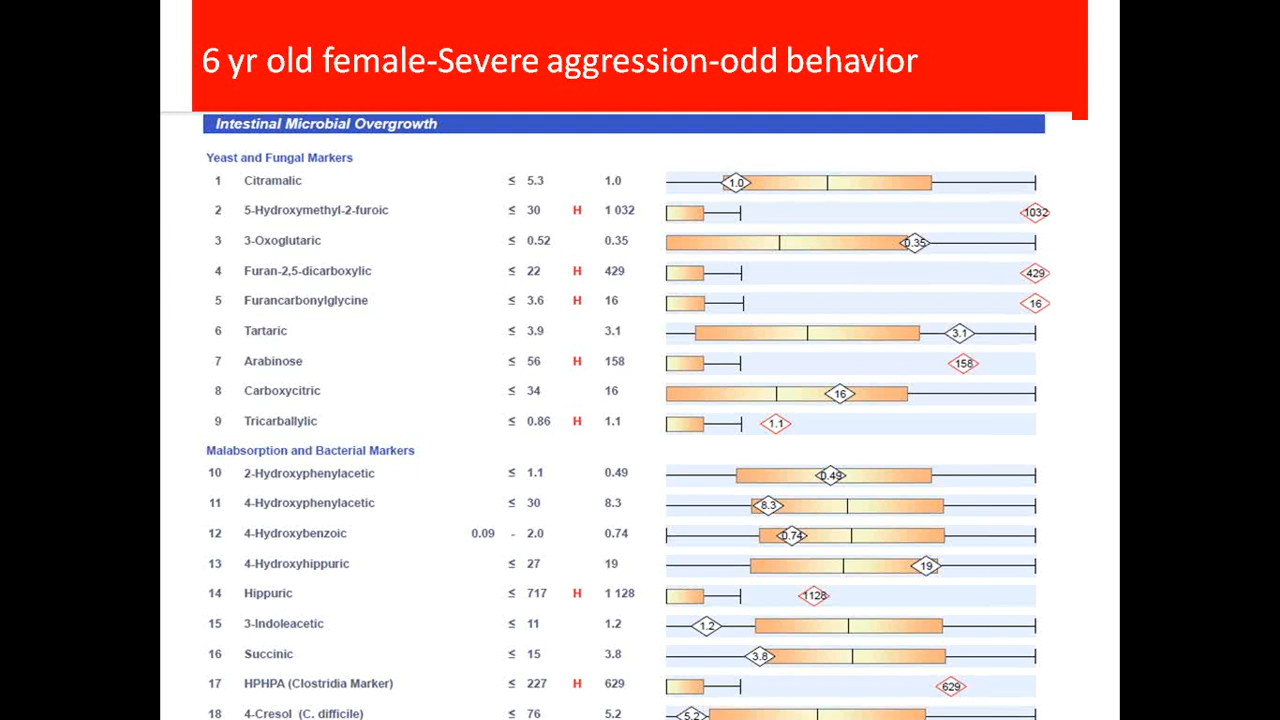 6 yr old female-Severe aggression-odd behavior
Intestinal Microbial Overgrowth
Yeast and Fungal Markers
1 Citramalic ≤ 5.3 1.0 1.0
2 5-Hydroxymethyl-2-furoic ≤ 30 H 1 032 1032
3 3-Oxoglutaric ≤ 0.52 0.35 0.35
4 Furan-2,5-dicarboxylic ≤ 22 H 429 429
5 Furancarbonylglycine ≤ 3.6 H 16 16
6 Tartaric ≤ 3.9 3.1 3.1
7 Arabinose ≤ 56 H 158 158
8 Carboxycitric ≤ 34 16 16
9 Tricarballylic ≤ 0.86 H 1.1 1.1
Malabsorption and Bacterial Markers
10 2-Hydroxyphenylacetic ≤ 1.1 0.49 0.49
11 4-Hydroxyphenylacetic ≤ 30 8.3 8.3
12 4-Hydroxybenzoic 0.09 - 2.0 0.74 0.74
13 4-Hydroxyhippuric ≤ 27 19 19
14 Hippuric ≤ 717 H 1 128 1128
15 3-Indoleacetic ≤ 11 1.2 1.2
16 Succinic ≤ 15 3.8 3.8
17 HPHPA (Clostridia Marker) ≤ 227 H 629 629
18 4-Cresol (C. difficile) ≤ 76 5.2 5.2